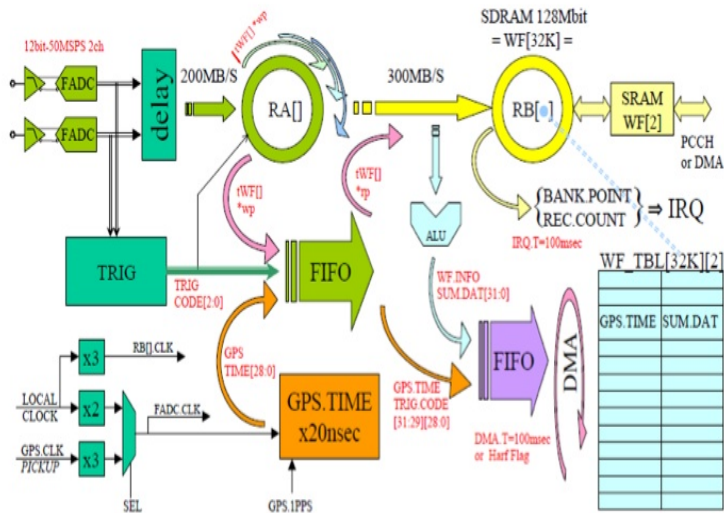 SDRAM 128Mbit
= WF[32K] =
12bit-50MSPS 2ch
tWF[] *wp
FADC
FADC
delay
200MB/S
RA[]
300MB/S
RB[ ]
SRAM
WF[2]
PCCH
or DMA
tWF[]
*wp
tWF[]
*rp
ALU
BANK.POINT
REC.COUNT
⇒ IRQ
IRQ.T=100msec
TRIG
TRIG
CODE[2:0]
FIFO
WF.INFO
SUM.DAT[31:0]
WF_TBL[32K][2]
GPS.TIME
SUM.DAT
x3
RB[].CLK
GPS
TIME[28:0]
FIFO
DMA
LOCAL
CLOCK
x2
FADC.CLK
GPS.TIME
x20nsec
GPS.TIME
TRIG.CODE
[31:29][28:0]
GPS.CLK
PICKUP
x3
DMA.T=100msec
or Harf Flag
SEL
GPS.1PPS